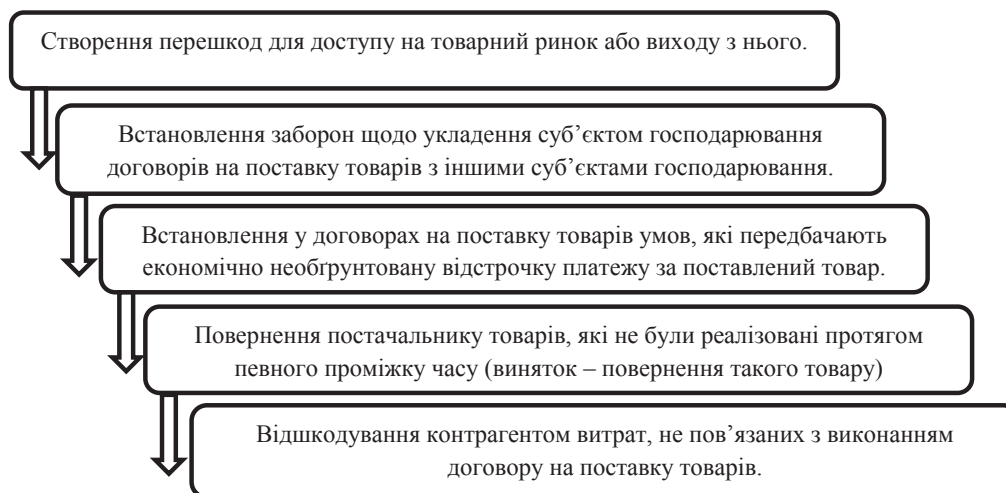 Створення перешкод для доступу на товарний ринок або виходу з нього.
Встановлення заборон щодо укладення суб’єктом господарювання
договорів на поставку товарів з іншими суб’єктами господарювання.
Встановлення у договорах на поставку товарів умов, які передбачають
економічно необґрунтовану відстрочку платежу за поставлений товар.
Повернення постачальнику товарів, які не були реалізовані протягом
певного проміжку часу (виняток – повернення такого товару)
Відшкодування контрагентом витрат, не пов’язаних з виконанням
договору на поставку товарів.